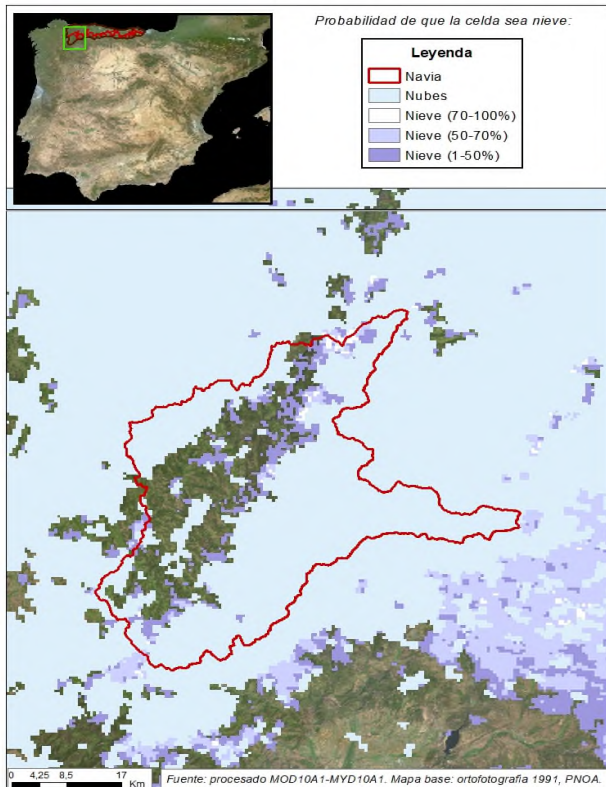 Probabilidad de que la celda sea nieve:
Leyenda
Navia
Nubes
Nieve (70-100%)
Nieve (50-70%)
Nieve (1-50%)
0 4,25 8,5 17
Km
Fuente: procesado MOD10A1-MYD10A1. Mapa base: ortofotografia 1991, PNOA.